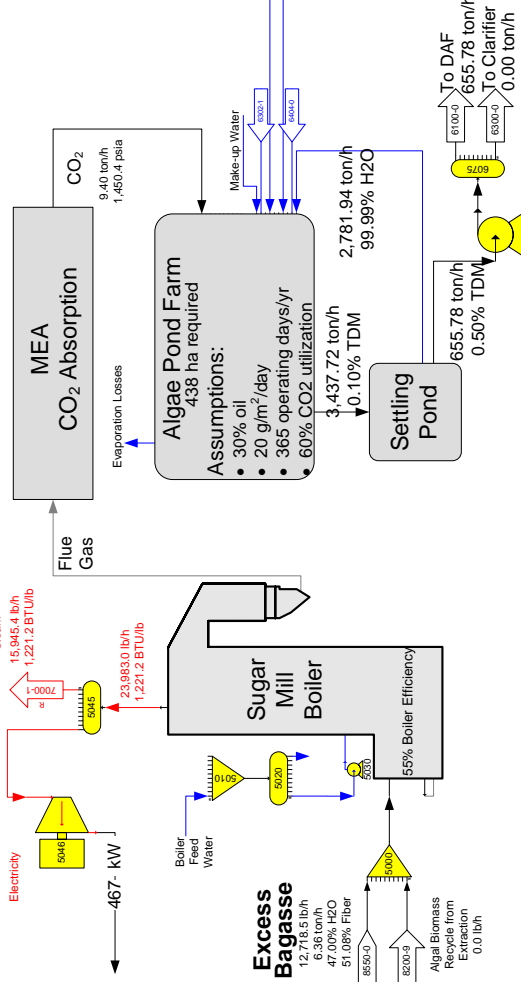 MEA
CO2 Absorption
CO2
9.40 ton/h
1,450.4 psia
Flue
Gas
Evaporation Losses
Make-up Water
6302-1
6404-0
Algae Pond Farm
438 ha required
Assumptions:
• 30% oil
• 20 g/m2/day
• 365 operating days/yr
• 60% CO2 utilization
2,781.94 ton/h
99.99% H2O
3,437.72 ton/h
0.10% TDM
Settling
Pond
655.78 ton/h
0.50% TDM
6075
6100-0
To DAF
655.78 ton/h
6300-0
To Clarifier
0.00 ton/h
15,945.4 lb/h
1,221.2 BTU/lb
R
7000-1
5045
23,983.0 lb/h
1,221.2 BTU/lb
Electricity
5046
467- kW
Sugar
Mill
Boiler
55% Boiler Efficiency
Boiler
Feed
Water
5010
5020
5030
5000
Excess
Bagasse
12,718.5 lb/h
6.36 ton/h
47.00% H2O
51.08% Fiber
8550-0
8200-9
Algal Biomass
Recycle from
Extraction
0.0 lb/h